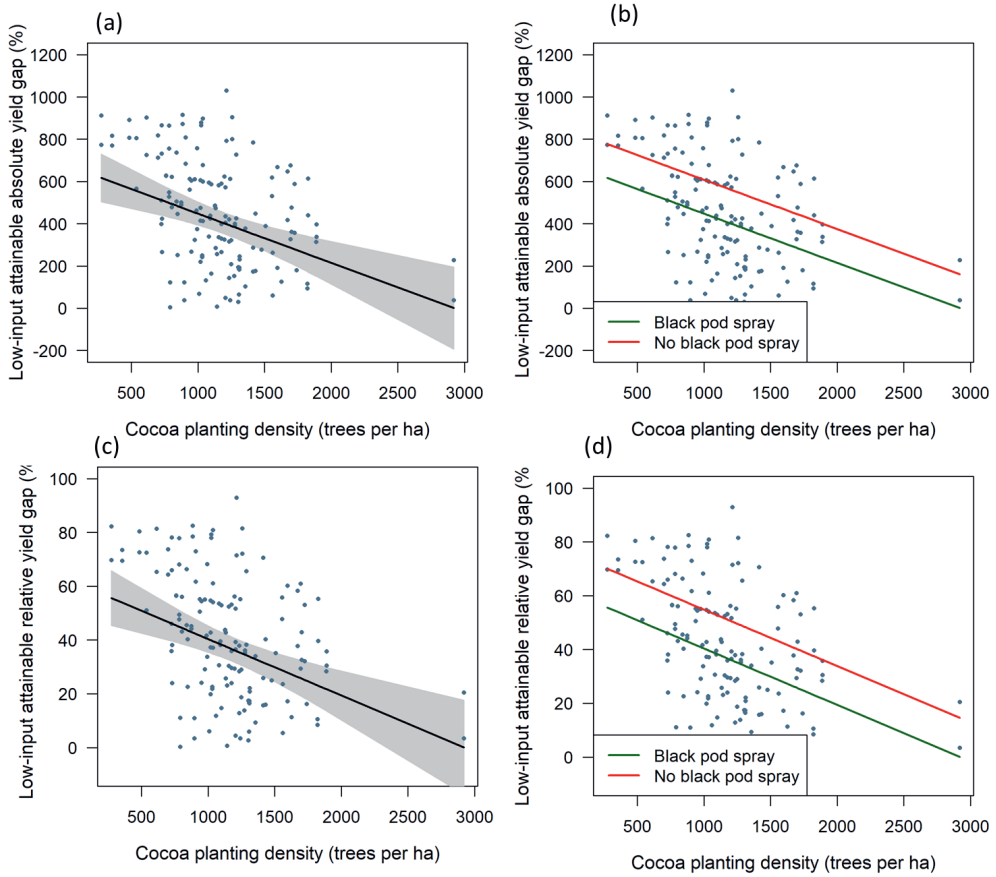 (a)
Low-input attainable absolute yield gap (%)
1200
1000
800
600
400
200
0
-200
500 1000 1500 2000 2500 3000
Cocoa planting density (trees per ha)
(b)
Low-input attainable absolute yield gap (%)
1200
1000
800
600
400
200
0
-200
Black pod spray
No black pod spray
500 1000 1500 2000 2500 3000
Cocoa planting density (trees per ha)
(c)
Low-input attainable relative yield gap (%
100
80
60
40
20
0
500 1000 1500 2000 2500 3000
Cocoa planting density (trees per ha)
(d)
Low-input attainable relative yield gap (%
100
80
60
40
20
0
Black pod spray
No black pod spray
500 1000 1500 2000 2500 3000
Cocoa planting density (trees per ha)